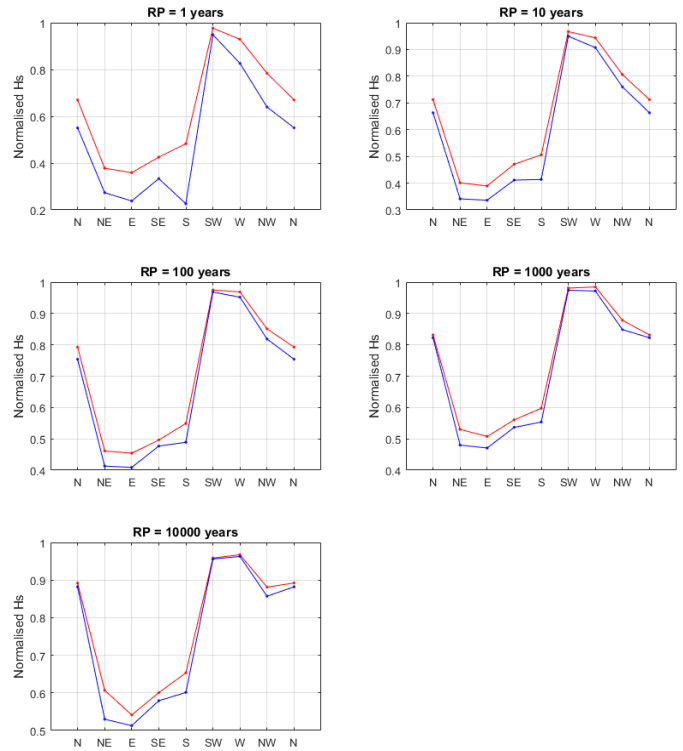 RP = 1 years
1
0.8
0.6
0.4
0.2
Normalised Hs
N NE E SE S SW W NW N
RP = 10 years
1
0.9
0.8
0.7
0.6
0.5
0.4
0.3
Normalised Hs
N NE E SE S SW W NW N
RP = 100 years
1
0.9
0.8
0.7
0.6
0.5
0.4
Normalised Hs
N NE E SE S SW W NW N
RP = 1000 years
1
0.9
0.8
0.7
0.6
0.5
0.4
Normalised Hs
N NE E SE S SW W NW N
RP = 10000 years
1
0.9
0.8
0.7
0.6
0.5
Normalised Hs
N NE E SE S SW W NW N